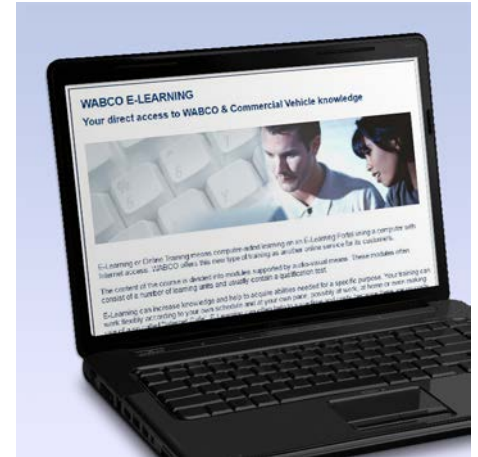 WABCO E-LEARNING
Your direct access to WABCO & Commercial Vehicle knowledge
E-Learning or Online Training means computer-aided learning on an E-Learning Portal using a computer with
Internet access. WABCO offers this new type of training as another online service for its customers.
The content of the course is divided into modules supported by audio-visual means. These modules often
consist of a number of learning units and usually contain a qualification test.
E-Learning can increase knowledge and help to acquire abilities needed for a specific purpose. Your training can
work flexibly according to your own schedule and at your own pace, possibly at work, at home or even making